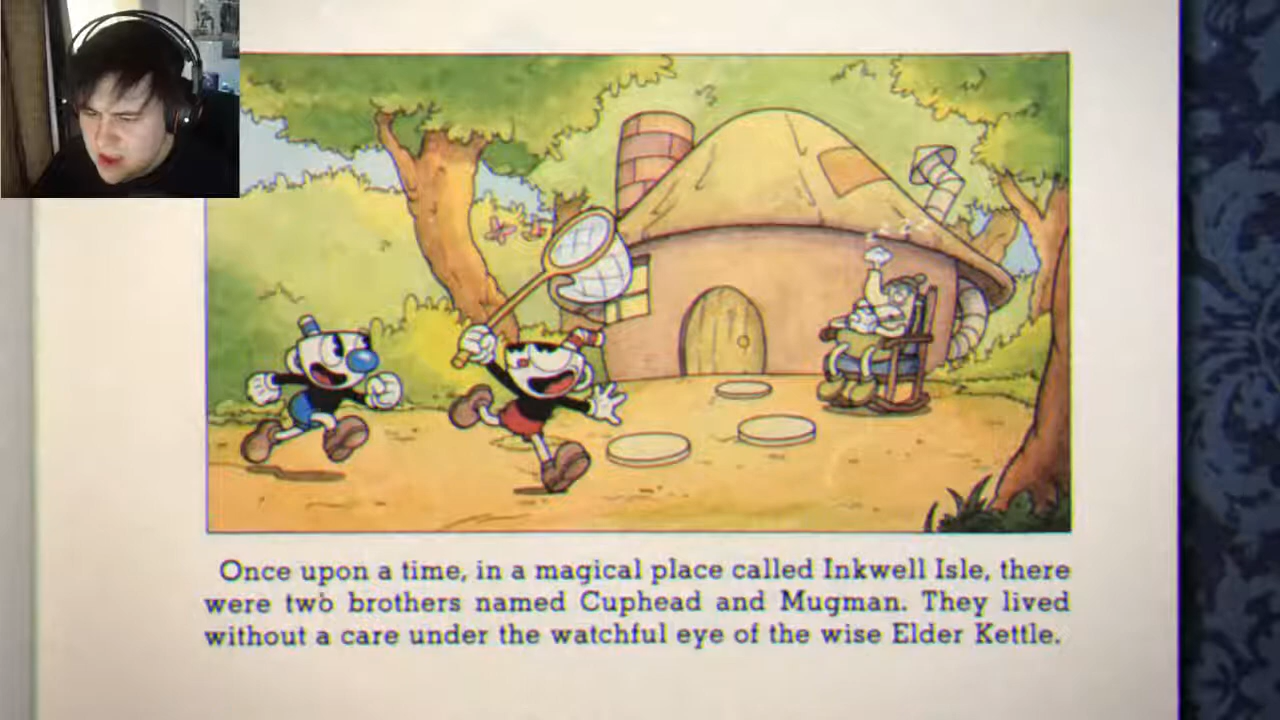 Once upon a time, in a magical place called Inkwell Isle, there
were two brothers named Cuphead and Mugman. They lived
without a care under the watchful eye of the wise Elder Kettle.